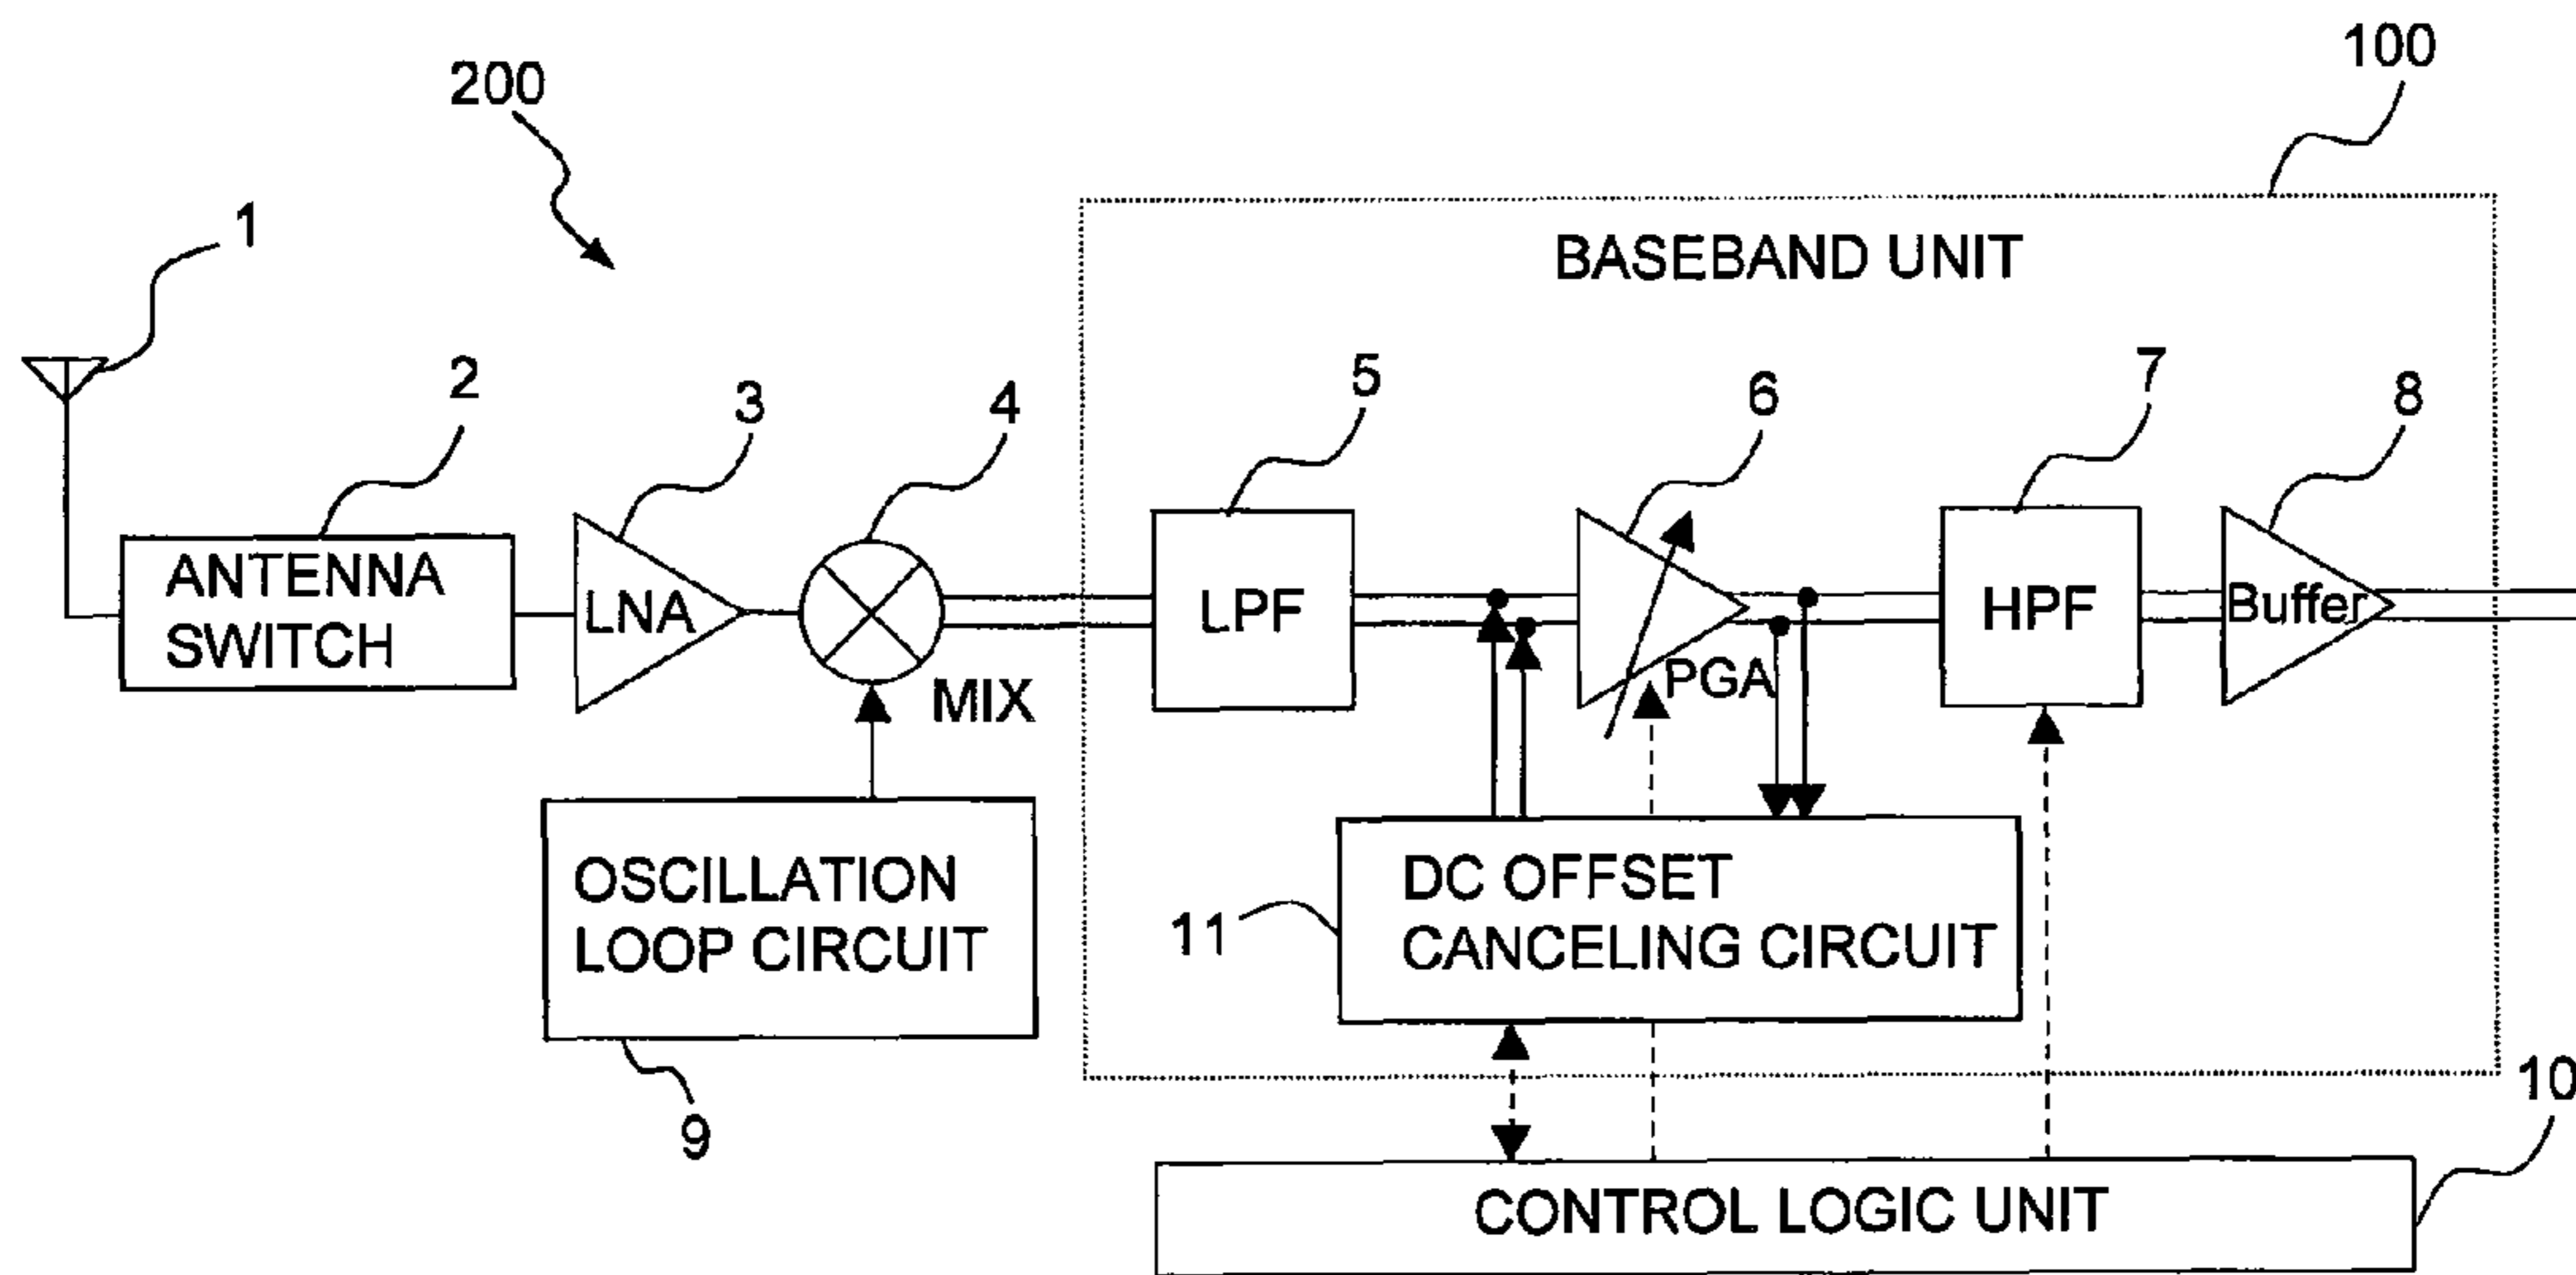 100
200
1
BASEBAND UNIT
2
3
4
5
6
7
8
ANTENNA
SWITCH
LNA
MIX
LPF
PGA
HPF
Buffer
OSCILLATION
LOOP CIRCUIT
9
11
DC OFFSET
CANCELING CIRCUIT
10
CONTROL LOGIC UNIT